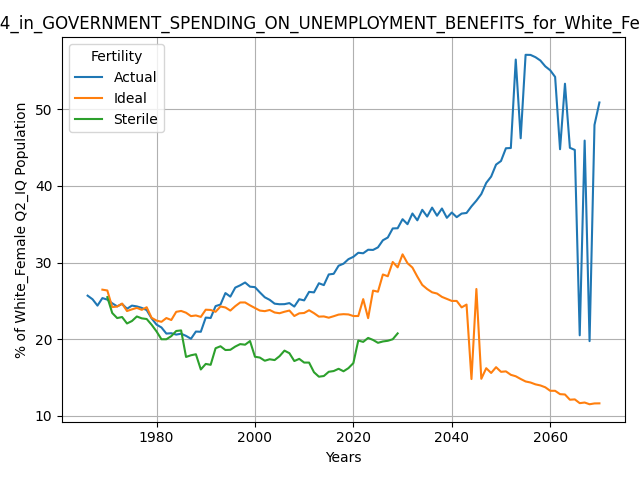 4_in_GOVERNMENT_SPENDING_ON_UNEMPLOYMENT_BENEFITS_for_White_Fe
Fertility
Actual
Ideal
Sterile
% of White_Female Q2_IQ Population
50
40
30
20
10
1980
2000
2020
2040
2060
Years